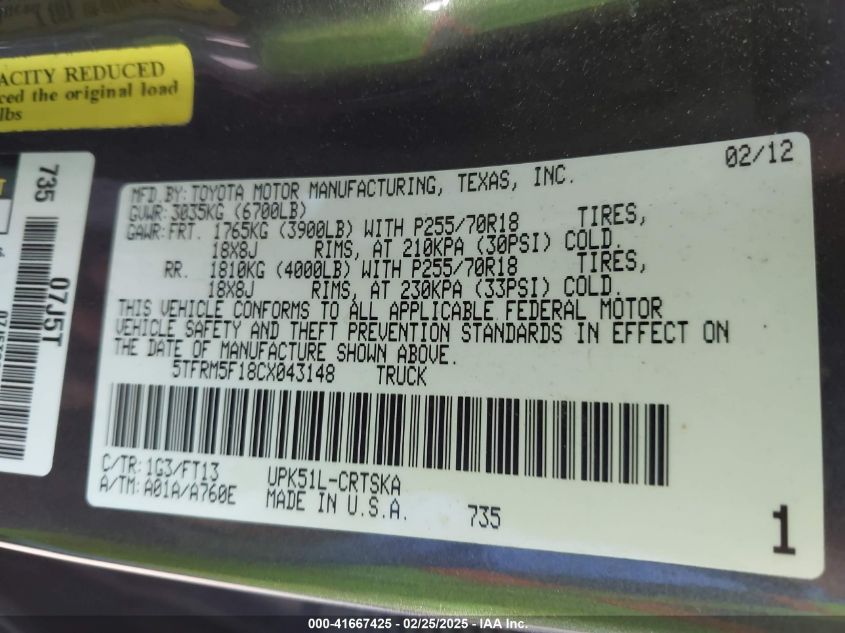 ACITY REDUCED
ced the original load
lbs
735
07J5T
02/12
MFD.BY:TOYOTA MOTOR MANUFACTURING, TEXAS, INC.
GVWR:3035KG (6700LB)
GAWR:FRT. 1765KG (3900LB) WITH P255/70R18 TIRES,
18X8J RIMS, AT 210KPA (30PSI) COLD.
RR. 1810KG (4000LB) WITH P255/70R18 TIRES,
18X8J RIMS, AT 230KPA (33PSI) COLD.
THIS VEHICLE CONFORMS TO ALL APPLICABLE FEDERAL MOTOR
VEHICLE SAFETY AND THEFT PREVENTION STANDARDS IN EFFECT ON
THE DATE OF MANUFACTURE SHOWN ABOVE.
5TFRM5F18CX043148 TRUCK
C/TR:1G3/FT13 UPK51L-CRTSKA
A/TM:A01A/A760E MADE IN U.S.A. 735
1
000-41667425 - 02/25/2025 - IAA Inc.